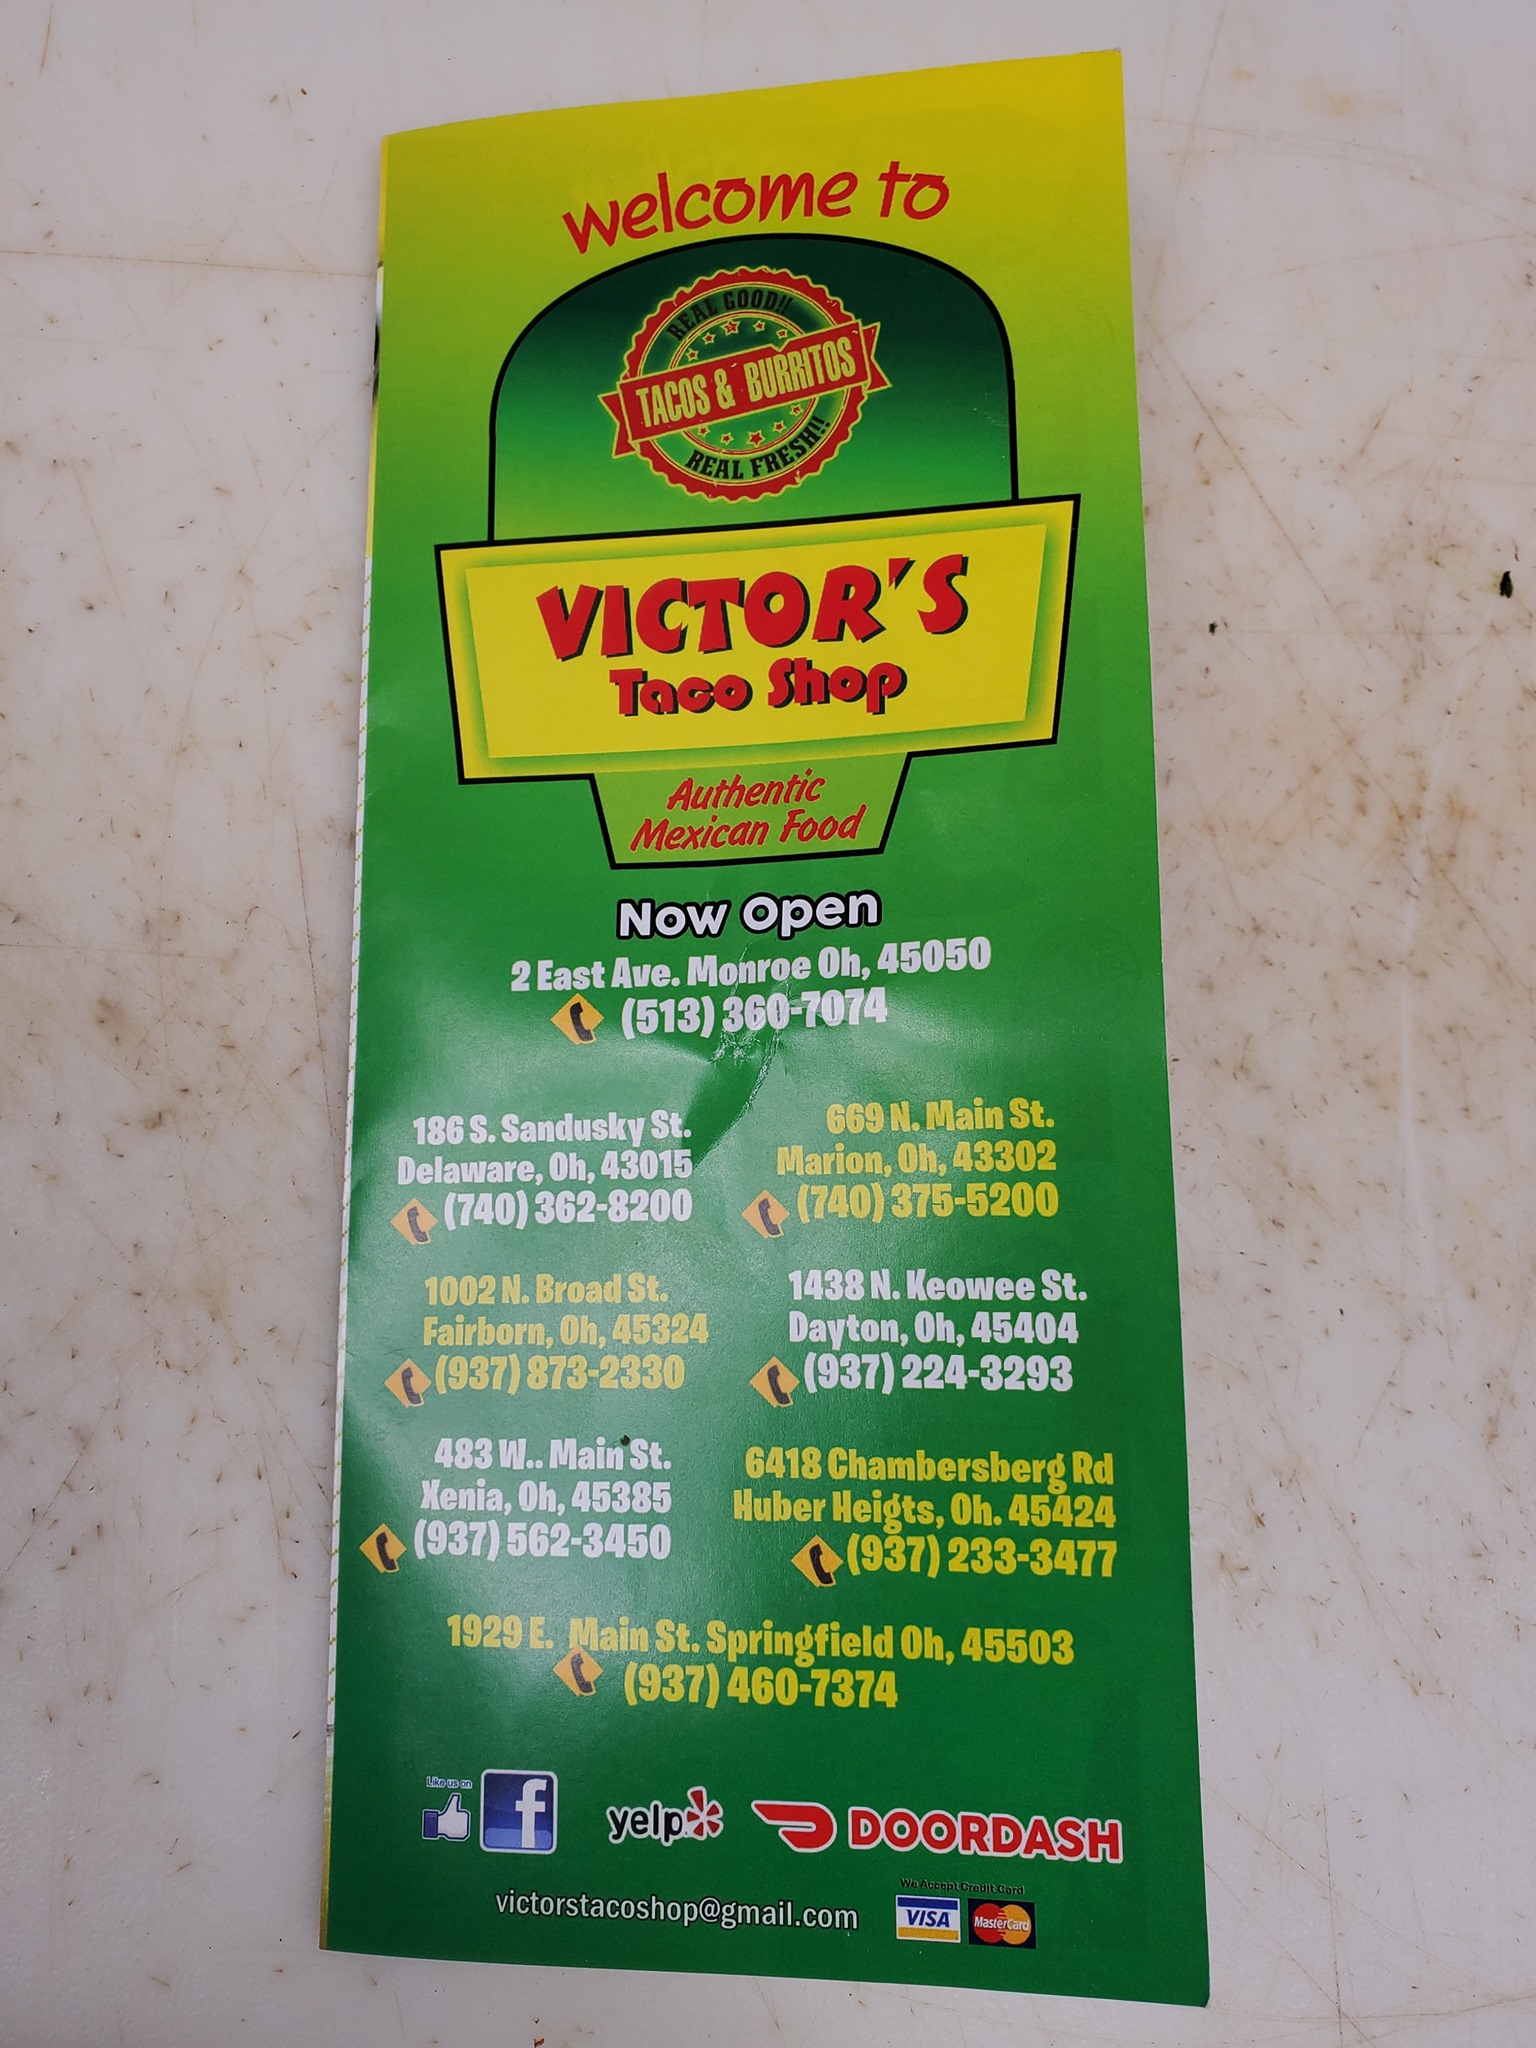 welcome to
REAL GOOD!!
TACOS & BURRITOS
REAL FRESH!!
VICTOR'S
Taco Shop
Authentic
Mexican Food
Now Open
2 East Ave. Monroe Oh, 45050
(513) 360-7074
186 S. Sandusky St.
Delaware, Oh, 43015
(740) 362-8200
669 N. Main St.
Marion, Oh, 43302
(740) 375-5200
1002 N. Broad St.
Fairborn, Oh, 45324
(937) 873-2330
1438 N. Keowee St.
Dayton, Oh, 45404
(937) 224-3293
483 W.. Main St.
Xenia, Oh, 45385
(937) 562-3450
6418 Chambersberg Rd
Huber Heigts, Oh. 45424
(937) 233-3477
1929 E. Main St. Springfield Oh, 45503
(937) 460-7374
Like us on
f
yelp
DOORDASH
victorstacoshop@gmail.com
We Accept Credit Card
VISA
MasterCard